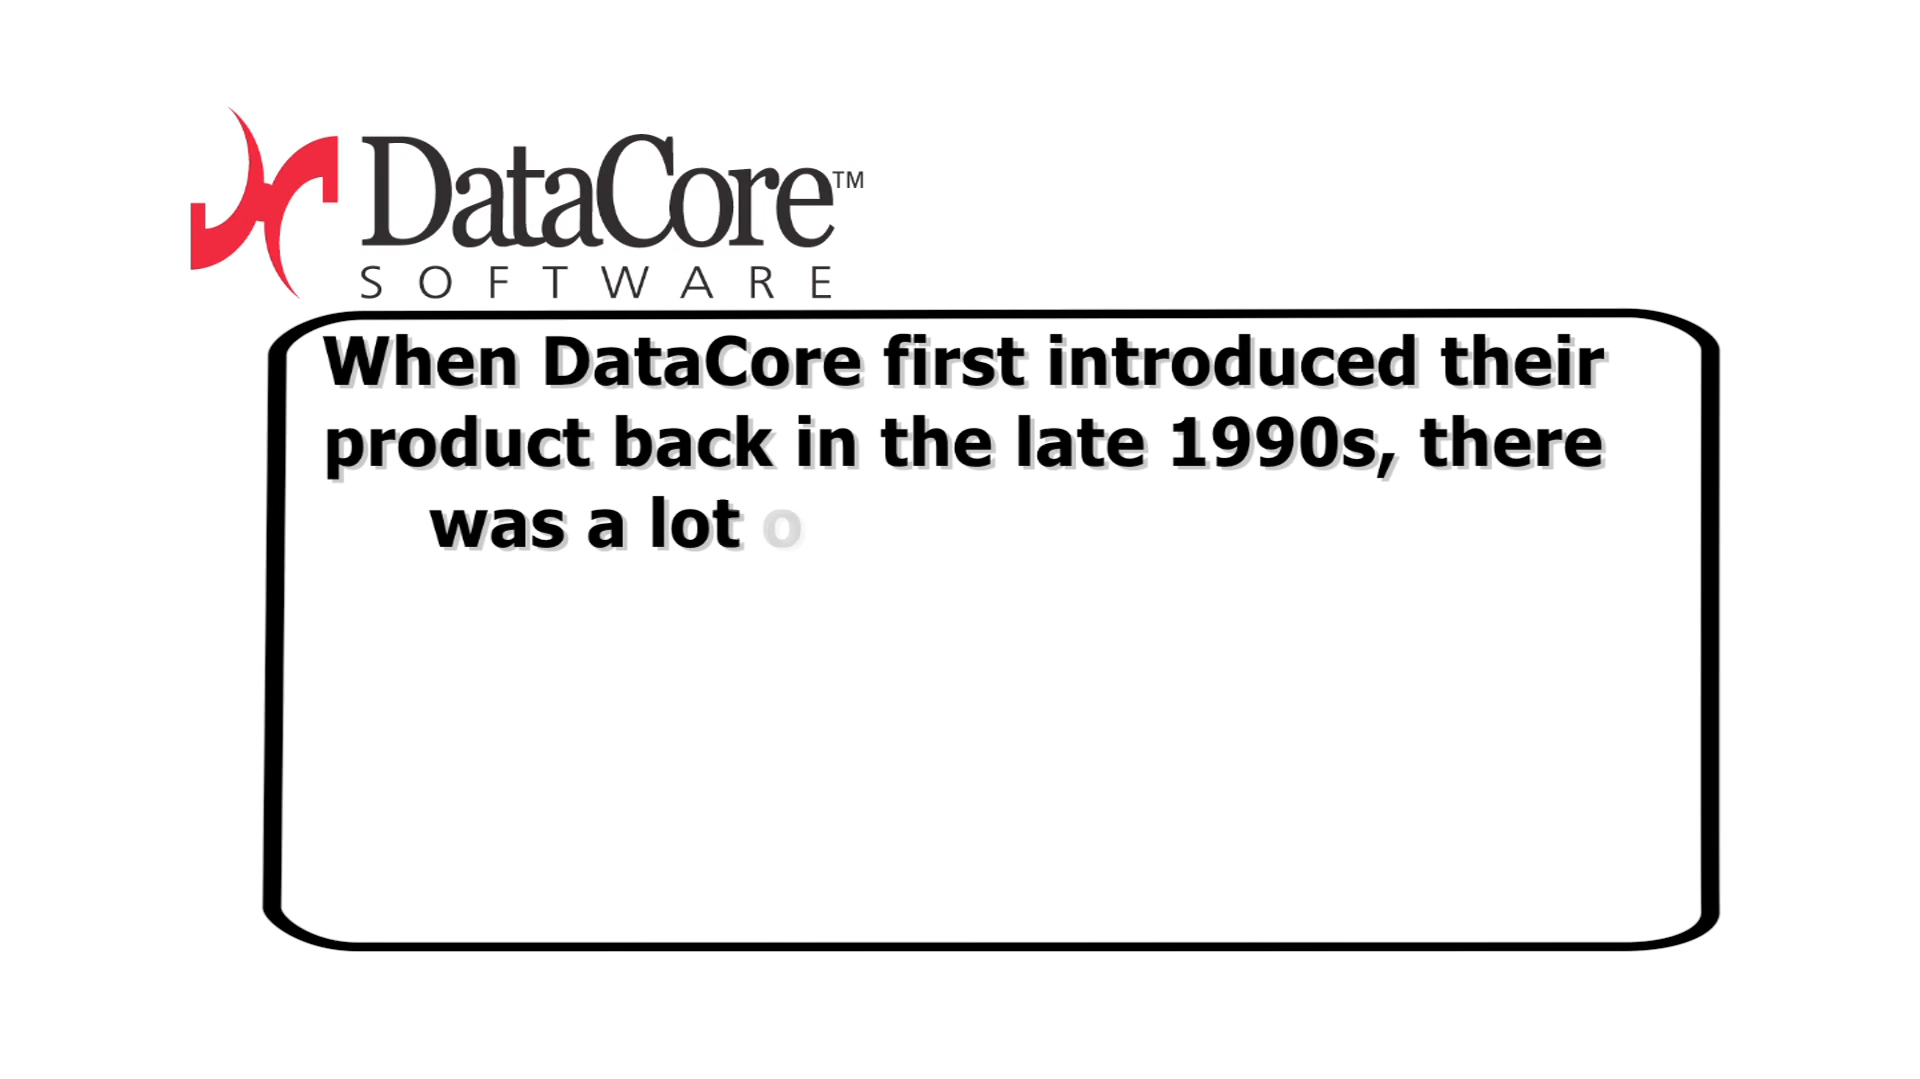 DataCore™
SOFTWARE
When DataCore first introduced their
product back in the late 1990s, there
was a lot o